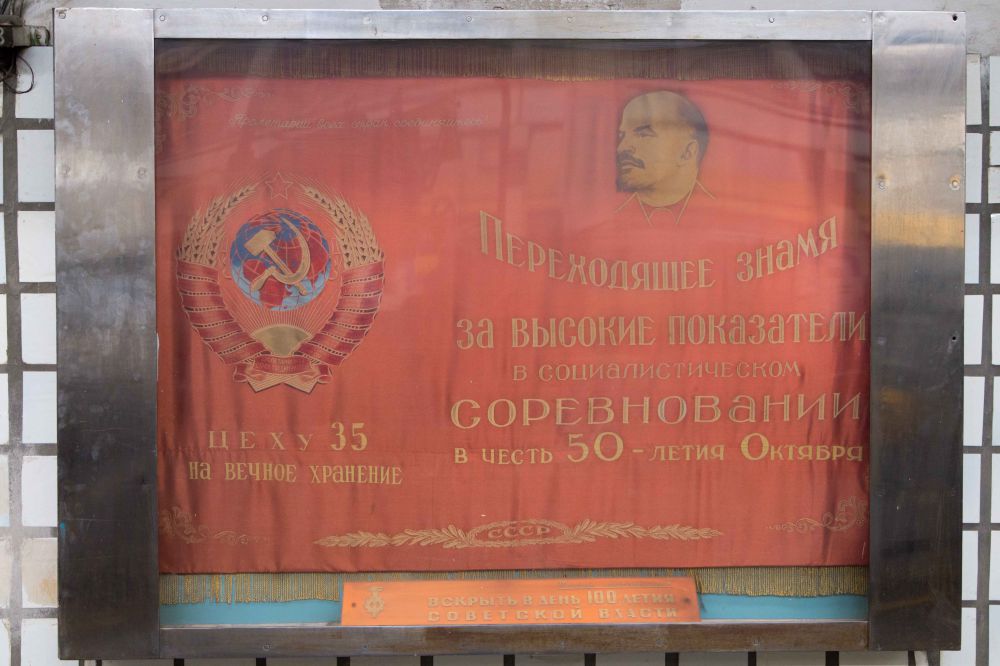 Пролетарии всех стран соединяйтесь!
Переходящее знамя
за высокие показатели
в социалистическом
соревновании
в честь 50-летия Октября
цеху 35
на вечное хранение
СССР
вскрыть в день 100 летия
советской власти